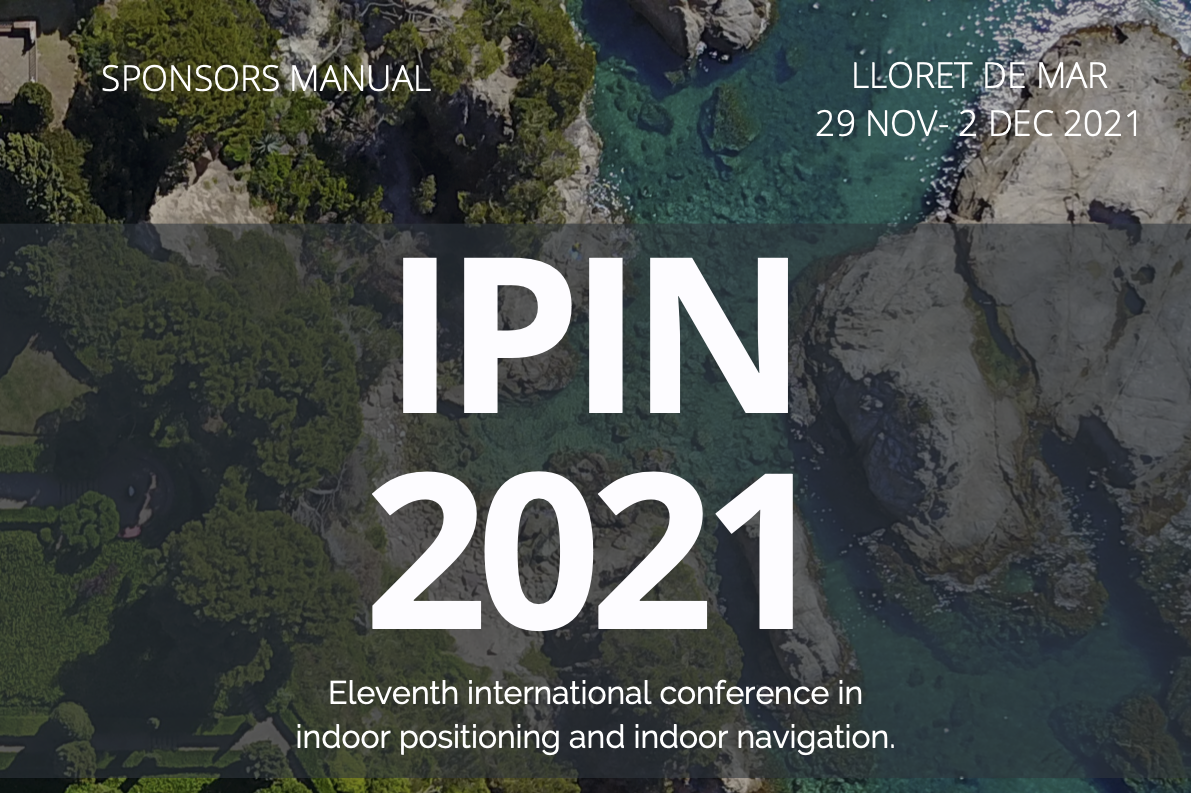 SPONSORS MANUAL
LLORET DE MAR
29 NOV- 2 DEC 2021
IPIN
2021
Eleventh international conference in
indoor positioning and indoor navigation.